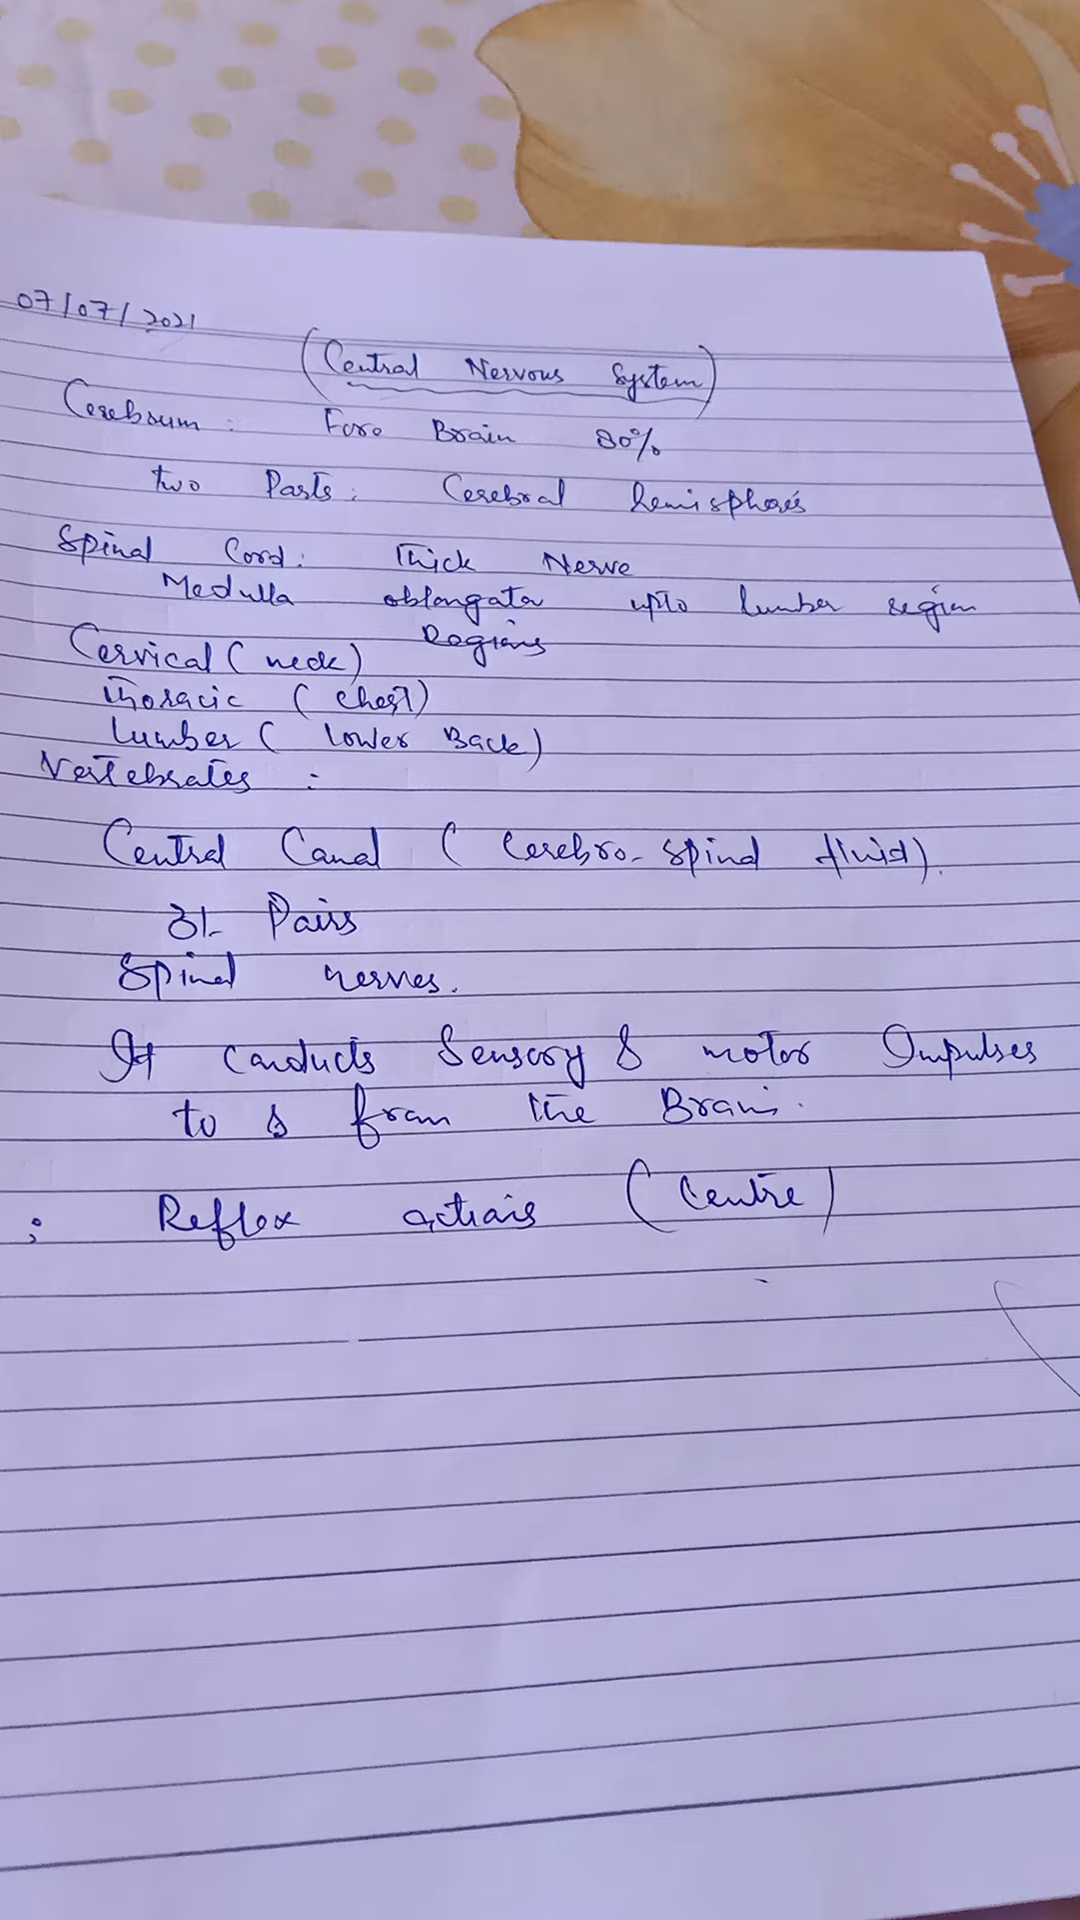 07/07/2021
(Central Nervous System)
Cerebrum : Fore Brain 80%
two Parts: Cerebral hemispheres
Spinal Cord: Thick Nerve
Medulla oblongata upto lumber region
Regions
Cervical (neck)
Thoracic (chest)
Lumber (lower Back)
Vertebrates :
Central Canal (Cerebro-spinal fluid).
31- Pairs
Spinal nerves.
It conducts Sensory & motor Impulses
to & from the Brain.
: Reflex actions (Centre)